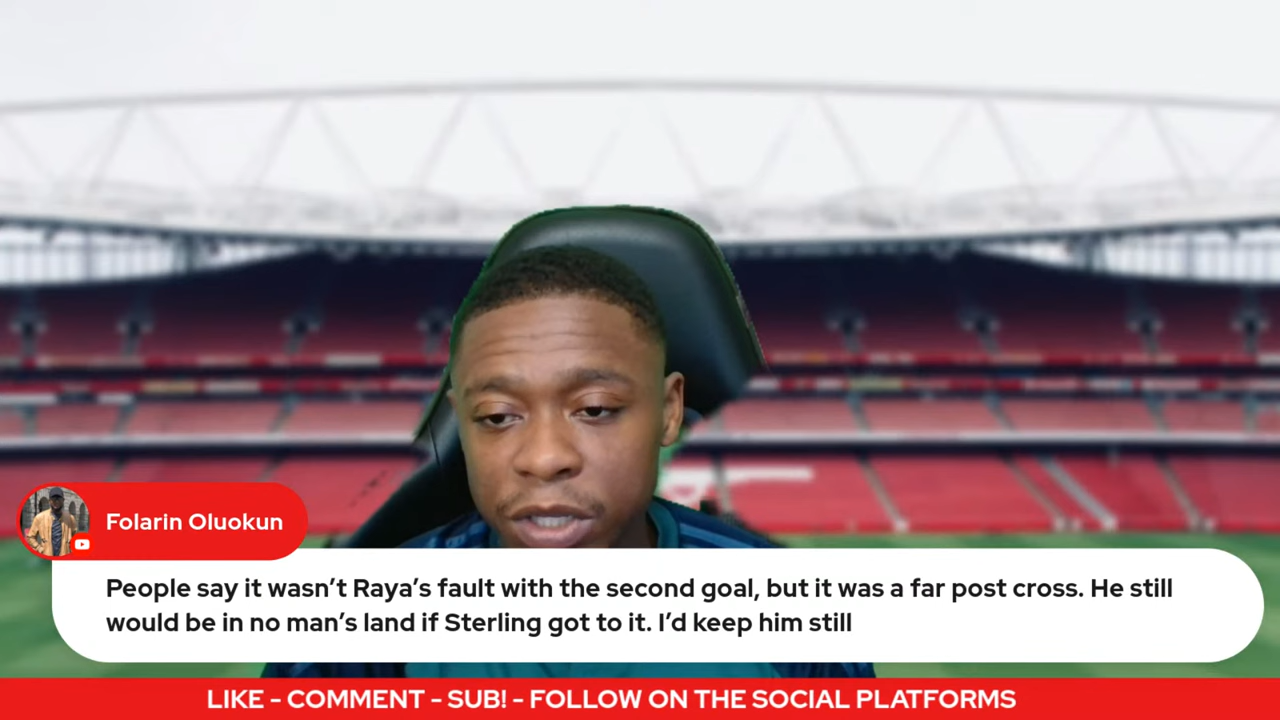 Folarin Oluokun
People say it wasn’t Raya’s fault with the second goal, but it was a far post cross. He still
would be in no man’s land if Sterling got to it. I’d keep him still
LIKE - COMMENT - SUB! - FOLLOW ON THE SOCIAL PLATFORMS